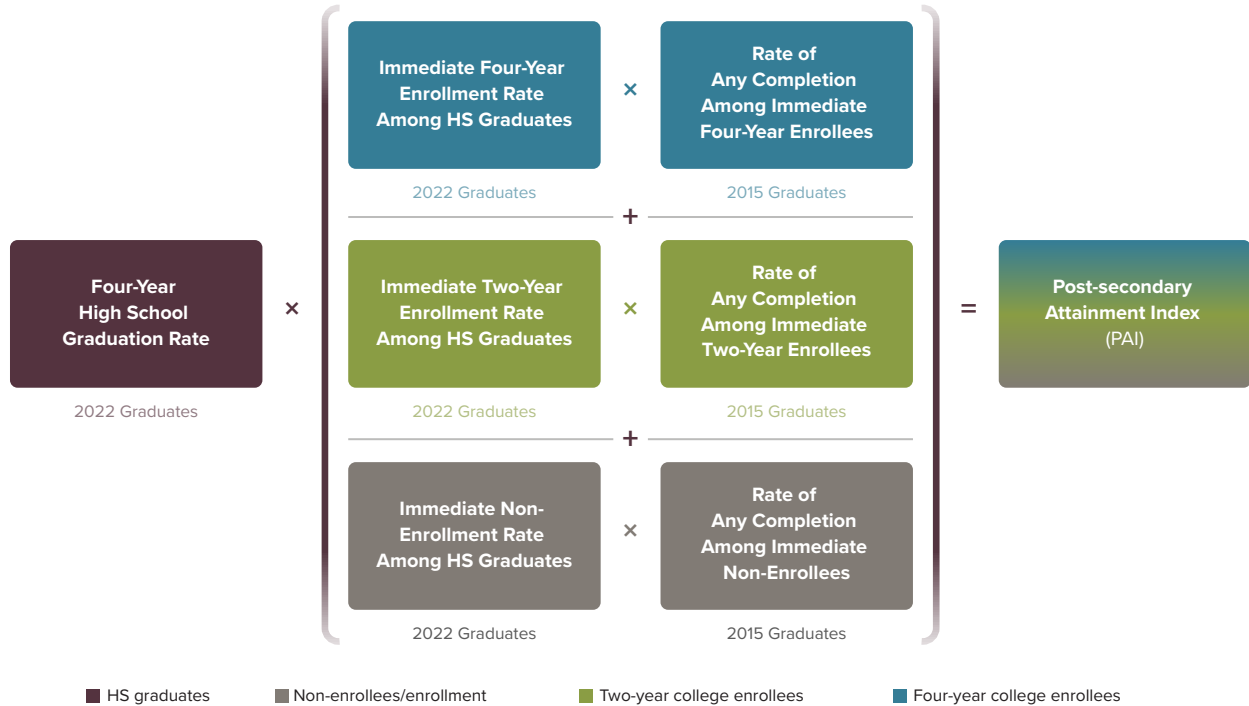 Immediate Four-Year
Enrollment Rate
Among HS Graduates
×
Rate of
Any Completion
Among Immediate
Four-Year Enrollees
2022 Graduates
2015 Graduates
+
Four-Year
High School
Graduation Rate
2022 Graduates
×
Immediate Two-Year
Enrollment Rate
Among HS Graduates
×
Rate of
Any Completion
Among Immediate
Two-Year Enrollees
2022 Graduates
2015 Graduates
=
Post-secondary
Attainment Index
(PAI)
+
Immediate Non-
Enrollment Rate
Among HS Graduates
×
Rate of
Any Completion
Among Immediate
Non-Enrollees
2022 Graduates
2015 Graduates
HS graduates
Non-enrollees/enrollment
Two-year college enrollees
Four-year college enrollees